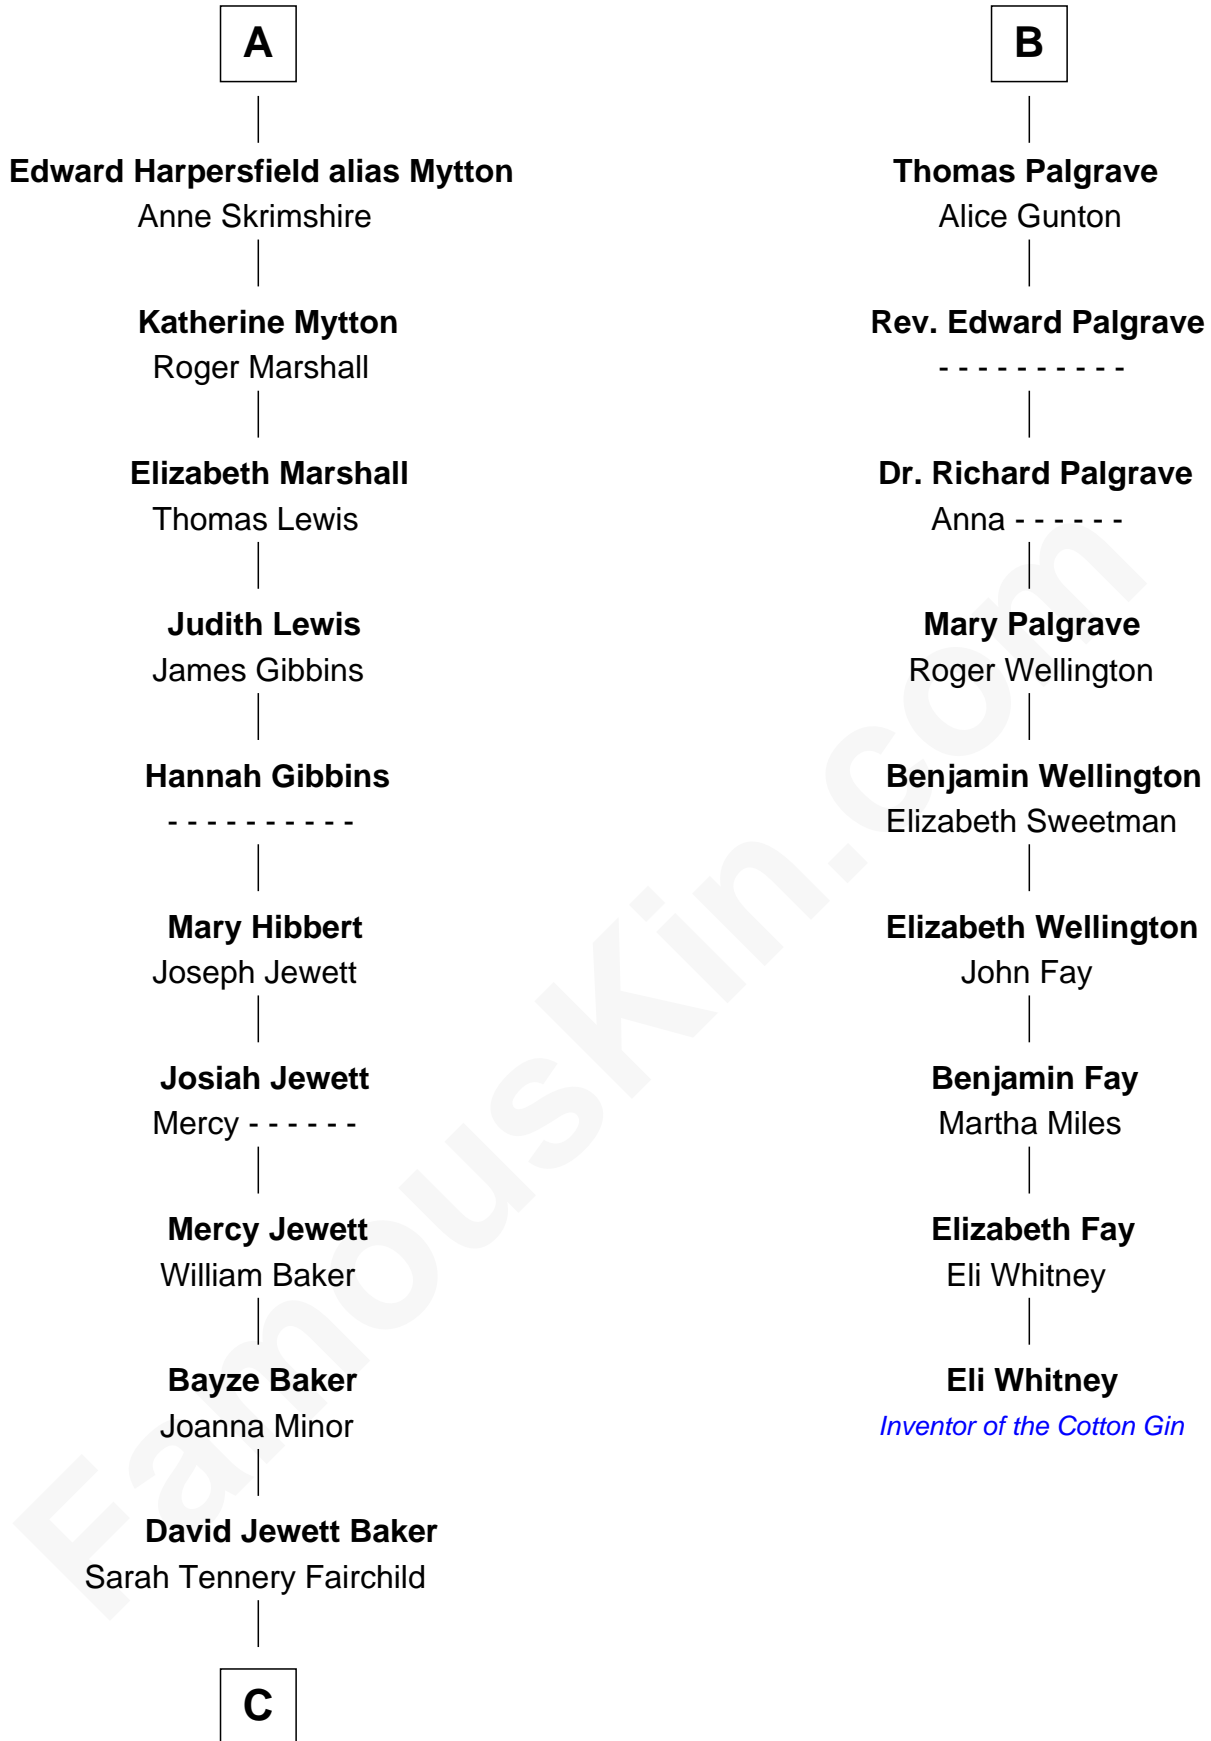 A
Edward Harpersfield alias Mytton
Anne Skrimshire
Katherine Mytton
Roger Marshall
Elizabeth Marshall
Thomas Lewis
Judith Lewis
James Gibbins
Hannah Gibbins
- - - - - - - - - -
Mary Hibbert
Joseph Jewett
Josiah Jewett
Mercy - - - - - -
Mercy Jewett
William Baker
Bayze Baker
Joanna Minor
David Jewett Baker
Sarah Tennery Fairchild
C
B
Thomas Palgrave
Alice Gunton
Rev. Edward Palgrave
- - - - - - - - - -
Dr. Richard Palgrave
Anna - - - - - -
Mary Palgrave
Roger Wellington
Benjamin Wellington
Elizabeth Sweetman
Elizabeth Wellington
John Fay
Benjamin Fay
Martha Miles
Elizabeth Fay
Eli Whitney
Eli Whitney
Inventor of the Cotton Gin
FamousKin.com